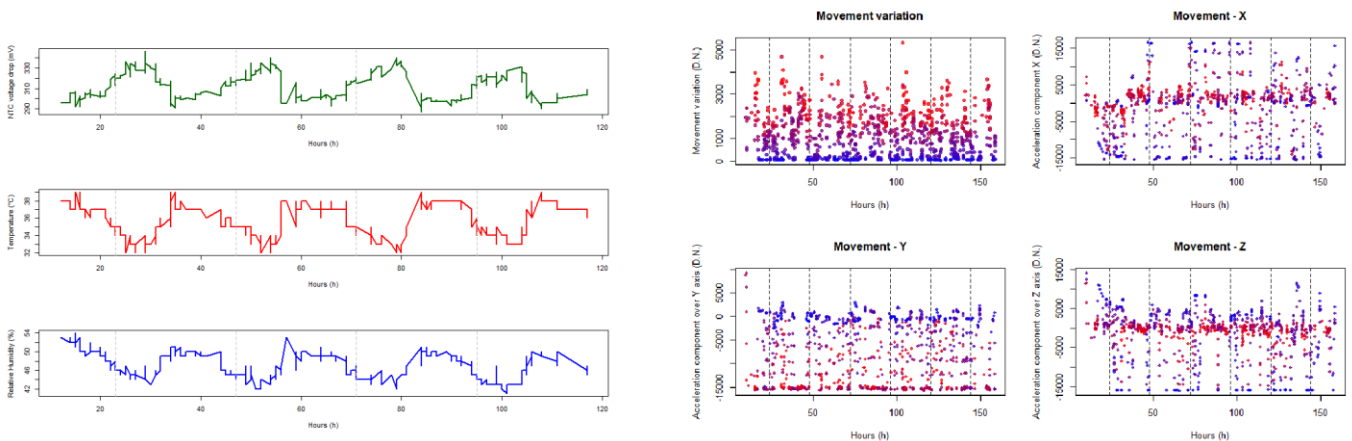 NTC voltage drop (mV)
290 310 330
20 40 60 80 100 120
Hours (h)
Temperature (°C)
32 34 36 38
20 40 60 80 100 120
Hours (h)
Relative Humidity (%)
42 46 50 54
20 40 60 80 100 120
Hours (h)
Movement variation
Movement variation (D.N.)
0 1000 2000 3000 5000
50 100 150
Hours (h)
Movement - X
Acceleration component X (D.N.)
-15000 -5000 5000 15000
50 100 150
Hours (h)
Movement - Y
Acceleration component over Y axis (D.N.)
-15000 -5000 0 5000
50 100 150
Hours (h)
Movement - Z
Acceleration component over Z axis (D.N.)
-15000 -5000 5000 15000
50 100 150
Hours (h)